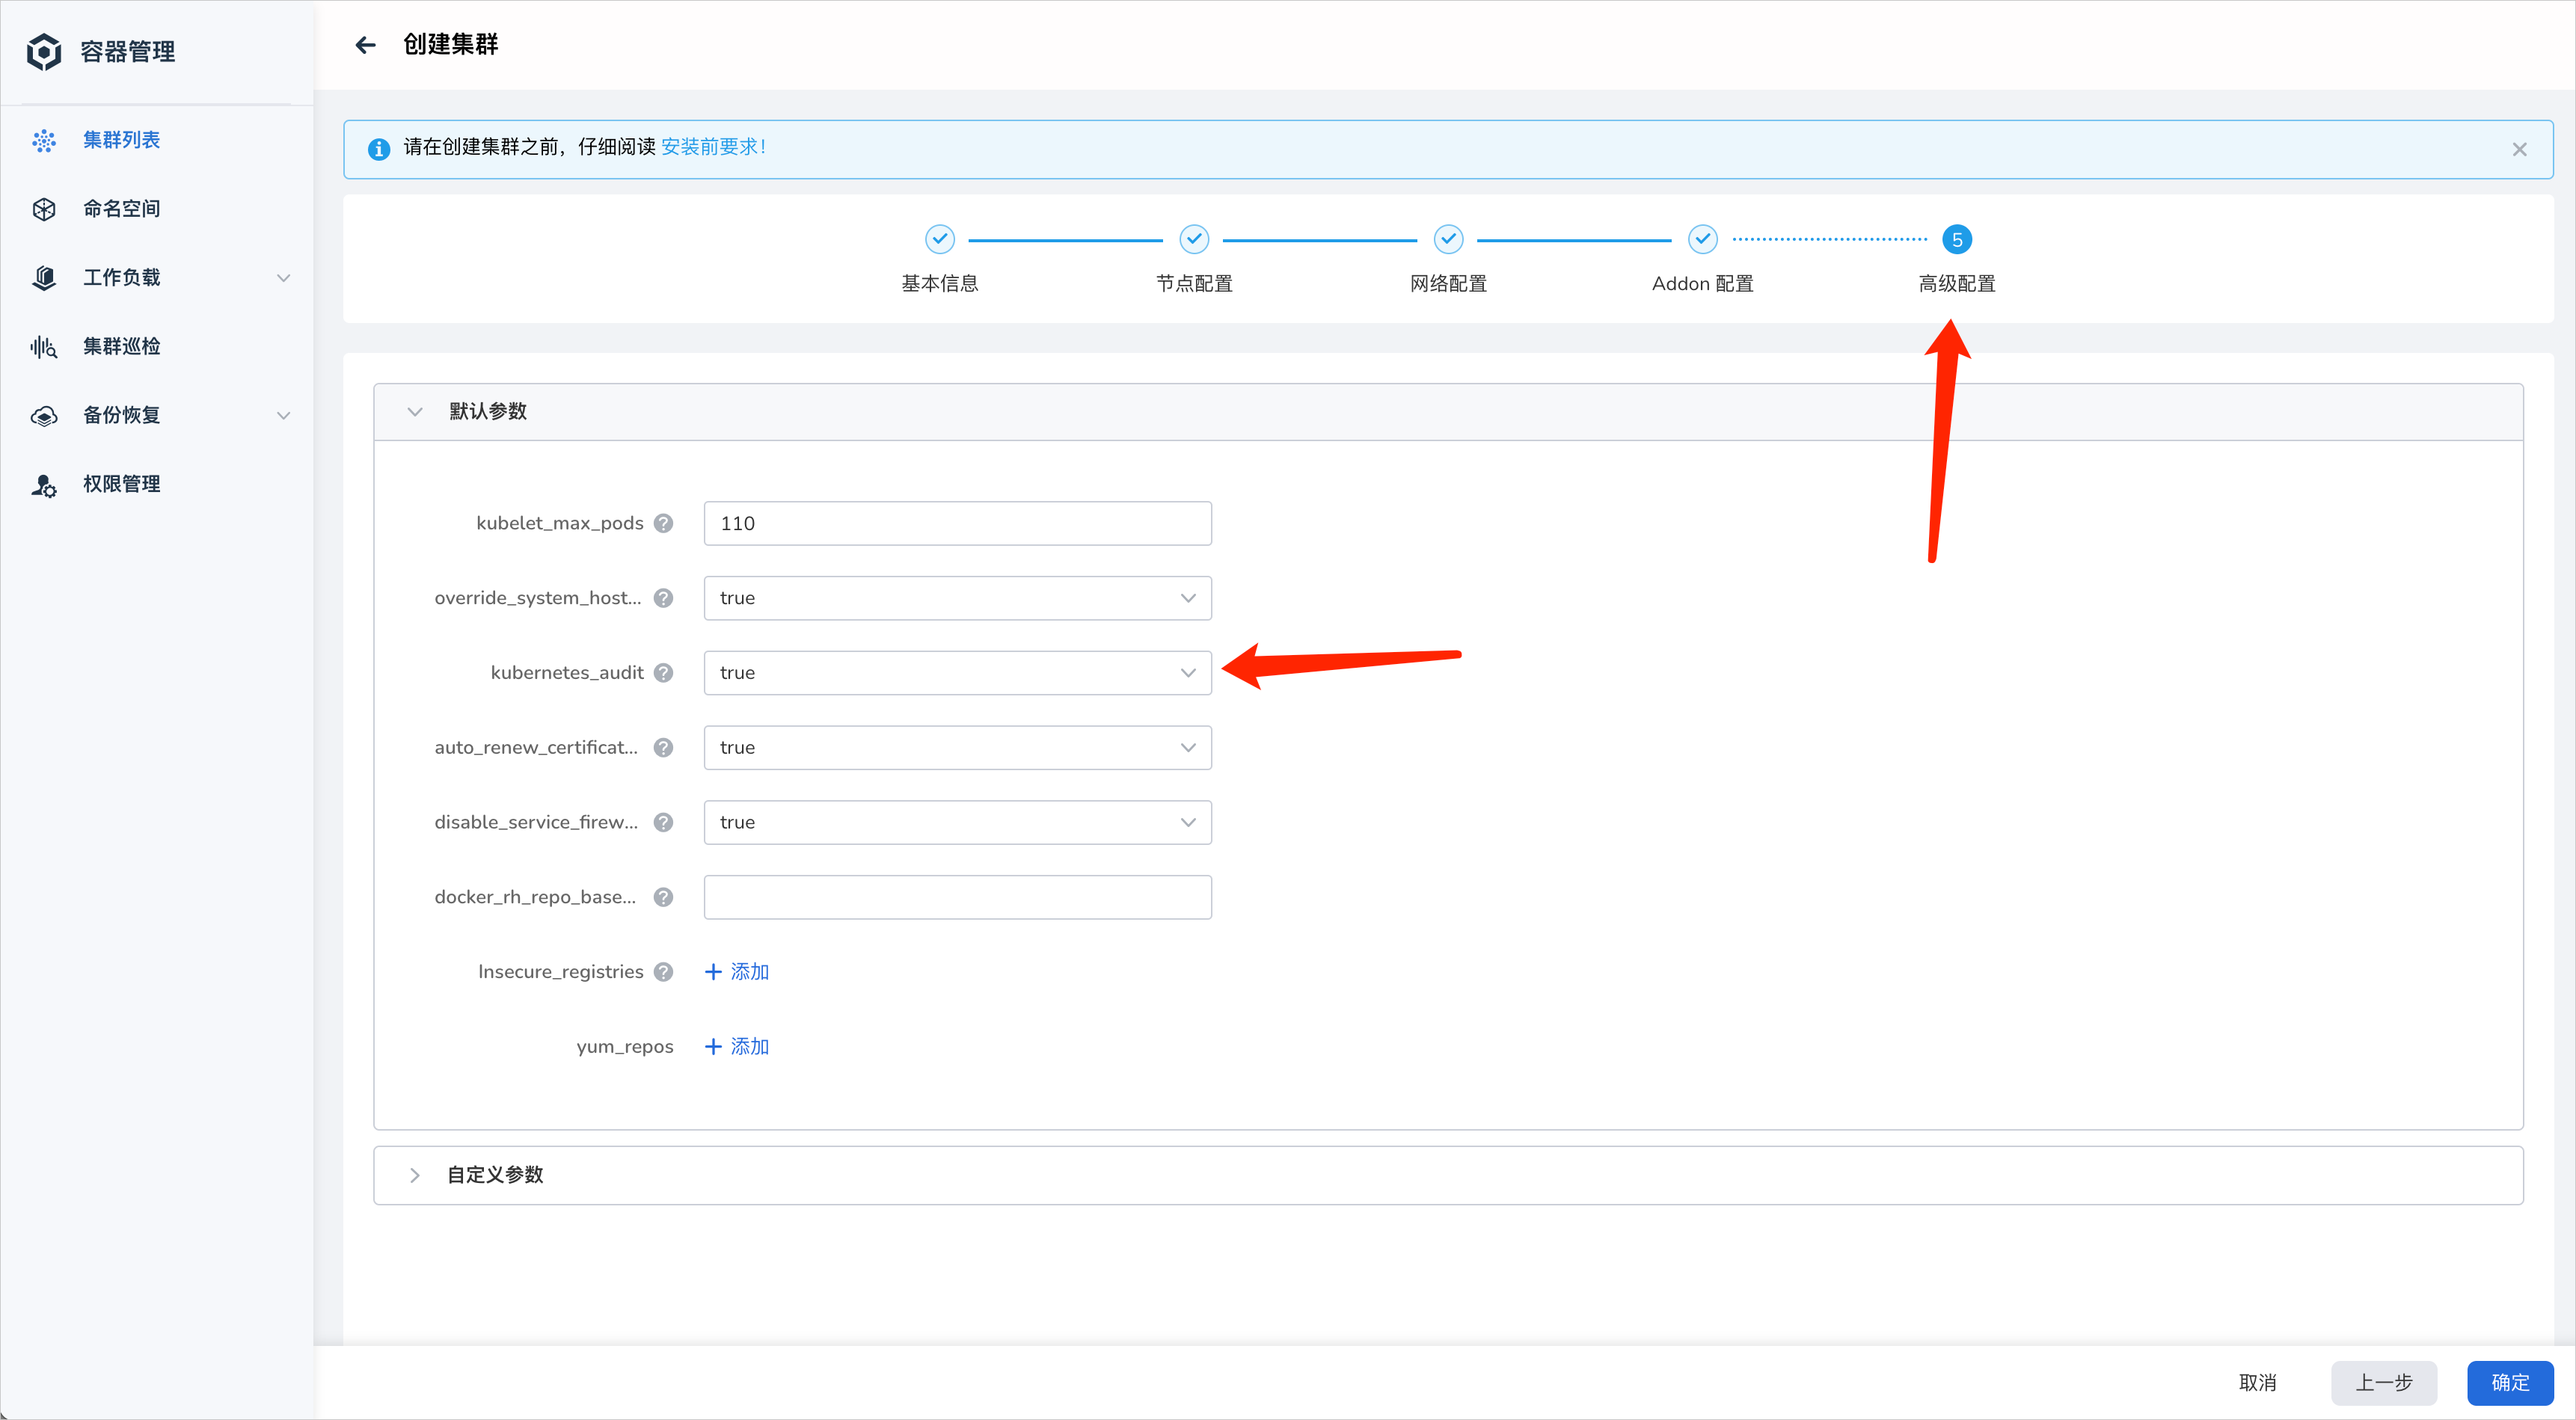 容器管理
集群列表
命名空间
工作负载
集群巡检
备份恢复
权限管理
创建集群
请在创建集群之前，仔细阅读 安装前要求！
基本信息
节点配置
网络配置
Addon 配置
5
高级配置
默认参数
kubelet_max_pods ? 110
override_system_host... ? true
kubernetes_audit ? true
auto_renew_certificat... ? true
disable_service_firew... ? true
docker_rh_repo_base... ?
Insecure_registries ? + 添加
yum_repos + 添加
自定义参数
取消 上一步 确定